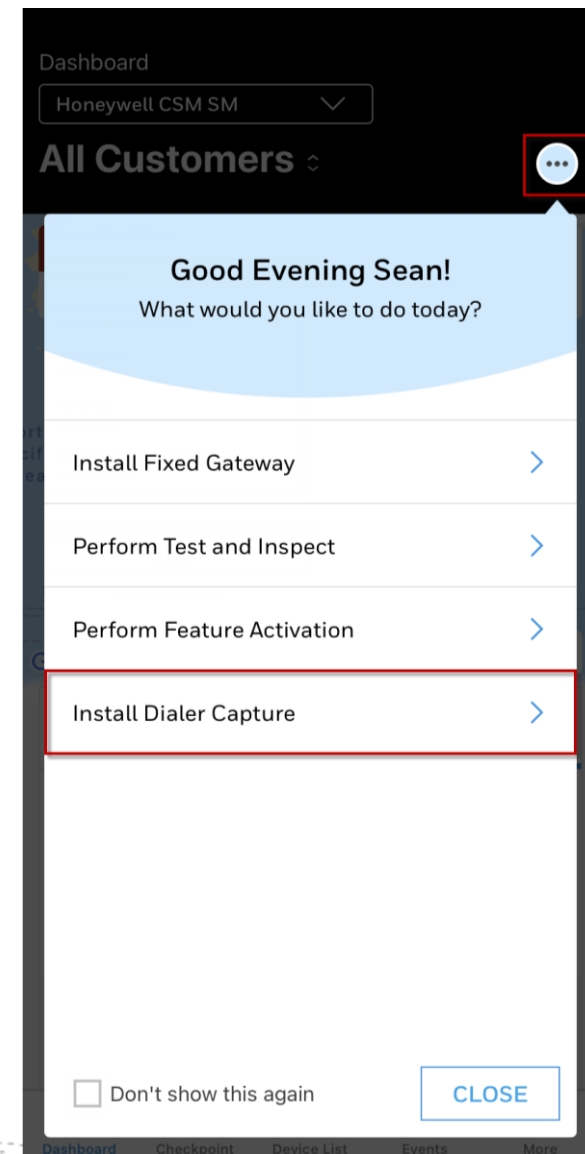 Dashboard
Honeywell CSM SM
All Customers
Good Evening Sean!
What would you like to do today?
Install Fixed Gateway
Perform Test and Inspect
Perform Feature Activation
Install Dialer Capture
Don't show this again
CLOSE
Dashboard Checkpoint Device List Events More